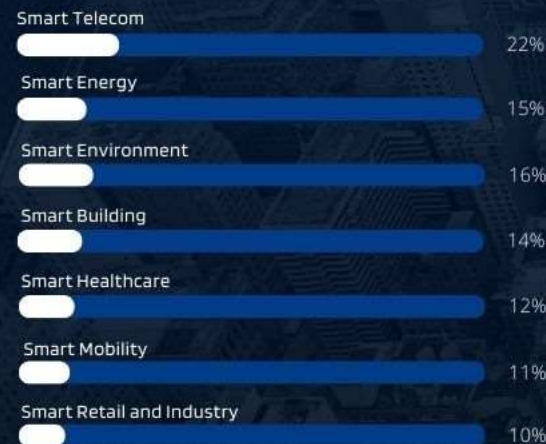 Smart Telecom
22%
Smart Energy
15%
Smart Environment
16%
Smart Building
14%
Smart Healthcare
12%
Smart Mobility
11%
Smart Retail and Industry
10%